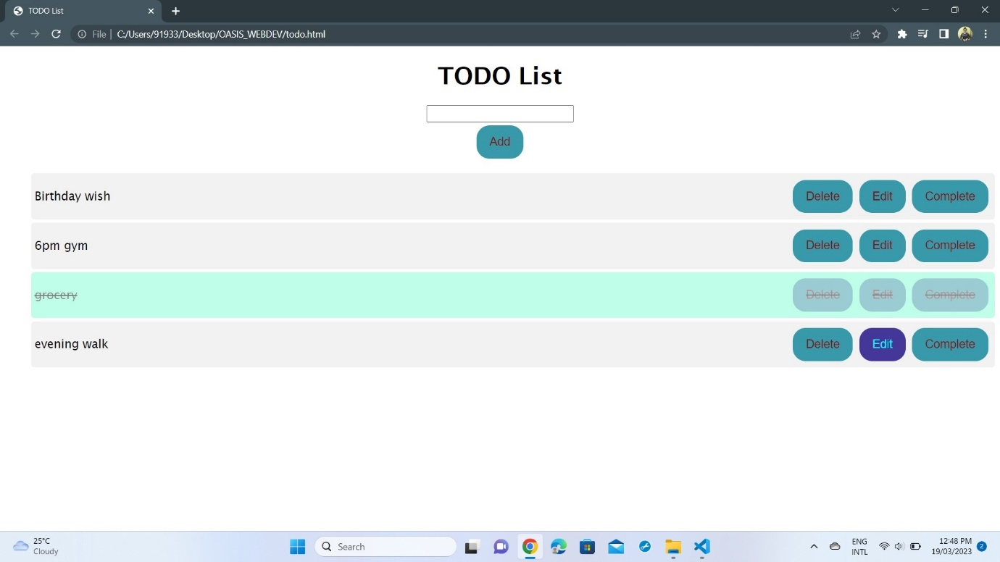 TODO List
File | C:/Users/91933/Desktop/OASIS_WEBDEV/todo.html
TODO List
Add
Birthday wish Delete Edit Complete
6pm gym Delete Edit Complete
grocery Delete Edit Complete
evening walk Delete Edit Complete
25°C
Cloudy
Search
ENG
INTL
12:48 PM
19/03/2023
2